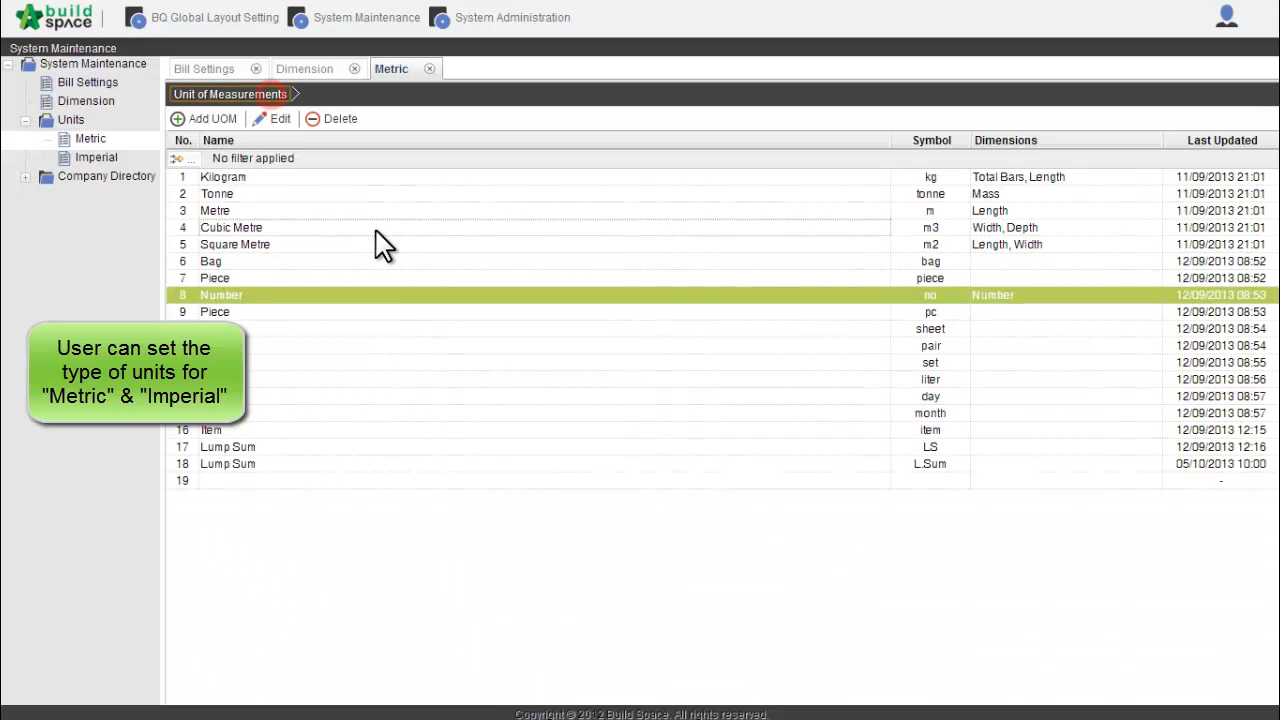 build
space
BQ Global Layout Setting
System Maintenance
System Administration
System Maintenance
System Maintenance
Bill Settings
Dimension
Units
Metric
Imperial
Company Directory
Bill Settings
Dimension
Metric
Unit of Measurements
Add UOM
Edit
Delete
No. Name Symbol Dimensions Last Updated
... No filter applied
1 Kilogram kg Total Bars, Length 11/09/2013 21:01
2 Tonne tonne Mass 11/09/2013 21:01
3 Metre m Length 11/09/2013 21:01
4 Cubic Metre m3 Width, Depth 11/09/2013 21:01
5 Square Metre m2 Length, Width 11/09/2013 21:01
6 Bag bag 12/09/2013 08:52
7 Piece piece 12/09/2013 08:52
8 Number no Number 12/09/2013 08:53
9 Piece pc 12/09/2013 08:53
sheet 12/09/2013 08:54
pair 12/09/2013 08:54
set 12/09/2013 08:55
liter 12/09/2013 08:56
day 12/09/2013 08:57
month 12/09/2013 08:57
16 Item item 12/09/2013 12:15
17 Lump Sum LS 12/09/2013 12:16
18 Lump Sum L.Sum 05/10/2013 10:00
19 -
User can set the
type of units for
"Metric" & "Imperial"
Copyright © 2012 Build Space. All rights reserved.